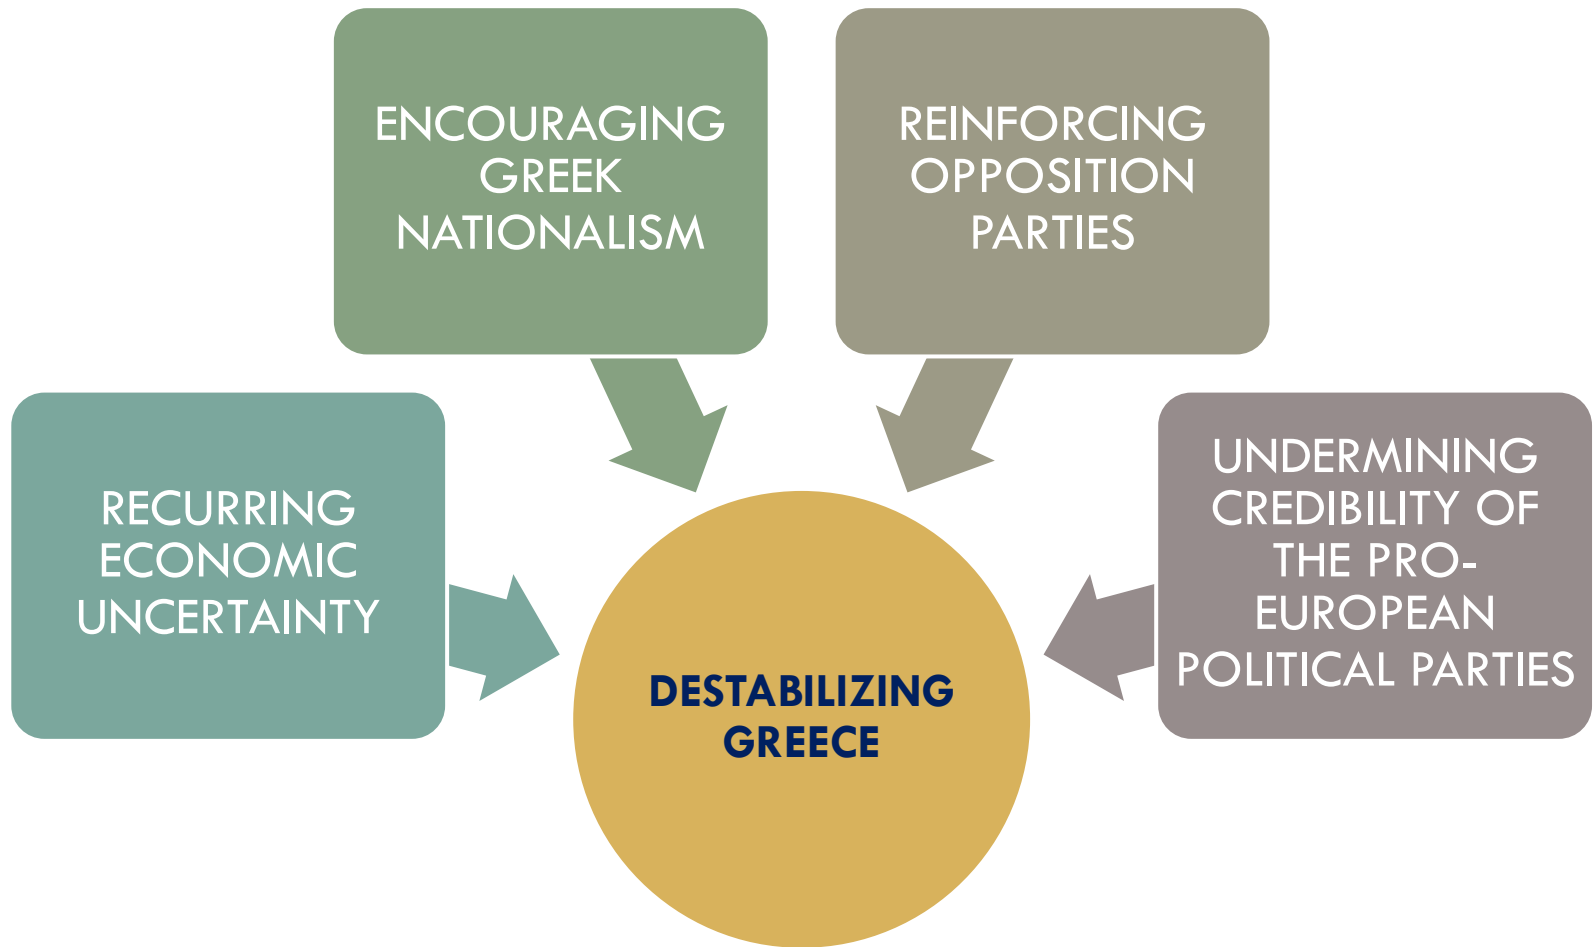 ENCOURAGING
GREEK
NATIONALISM
REINFORCING
OPPOSITION
PARTIES
RECURRING
ECONOMIC
UNCERTAINTY
UNDERMINING
CREDIBILITY OF
THE PRO-
EUROPEAN
POLITICAL PARTIES
DESTABILIZING
GREECE